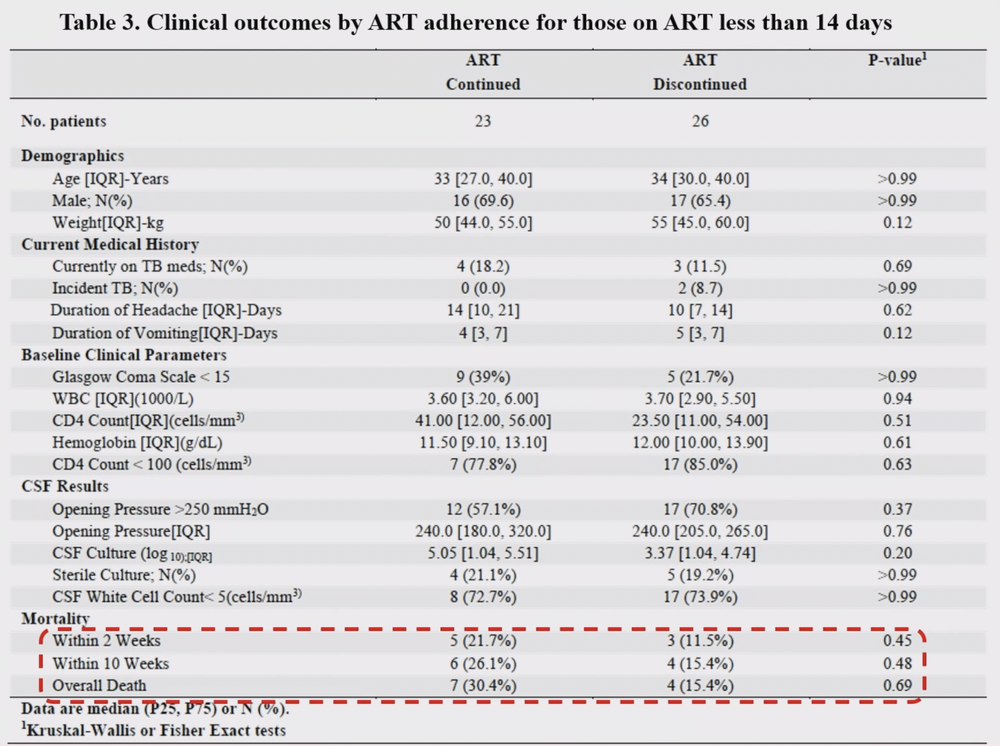 Table 3. Clinical outcomes by ART adherence for those on ART less than 14 days
ART Continued ART Discontinued P-value¹
No. patients 23 26
Demographics
Age [IQR]-Years 33 [27.0, 40.0] 34 [30.0, 40.0] >0.99
Male; N(%) 16 (69.6) 17 (65.4) >0.99
Weight[IQR]-kg 50 [44.0, 55.0] 55 [45.0, 60.0] 0.12
Current Medical History
Currently on TB meds; N(%) 4 (18.2) 3 (11.5) 0.69
Incident TB; N(%) 0 (0.0) 2 (8.7) >0.99
Duration of Headache [IQR]-Days 14 [10, 21] 10 [7, 14] 0.62
Duration of Vomiting[IQR]-Days 4 [3, 7] 5 [3, 7] 0.12
Baseline Clinical Parameters
Glasgow Coma Scale < 15 9 (39%) 5 (21.7%) >0.99
WBC [IQR](1000/L) 3.60 [3.20, 6.00] 3.70 [2.90, 5.50] 0.94
CD4 Count[IQR](cells/mm³⁾ 41.00 [12.00, 56.00] 23.50 [11.00, 54.00] 0.51
Hemoglobin [IQR](g/dL) 11.50 [9.10, 13.10] 12.00 [10.00, 13.90] 0.61
CD4 Count < 100 (cells/mm³⁾ 7 (77.8%) 17 (85.0%) 0.63
CSF Results
Opening Pressure >250 mmH₂O 12 (57.1%) 17 (70.8%) 0.37
Opening Pressure[IQR] 240.0 [180.0, 320.0] 240.0 [205.0, 265.0] 0.76
CSF Culture (log 10);[IQR] 5.05 [1.04, 5.51] 3.37 [1.04, 4.74] 0.20
Sterile Culture; N(%) 4 (21.1%) 5 (19.2%) >0.99
CSF White Cell Count< 5(cells/mm³⁾ 8 (72.7%) 17 (73.9%) >0.99
Mortality
Within 2 Weeks 5 (21.7%) 3 (11.5%) 0.45
Within 10 Weeks 6 (26.1%) 4 (15.4%) 0.48
Overall Death 7 (30.4%) 4 (15.4%) 0.69
Data are median (P25, P75) or N (%).
¹Kruskal-Wallis or Fisher Exact tests